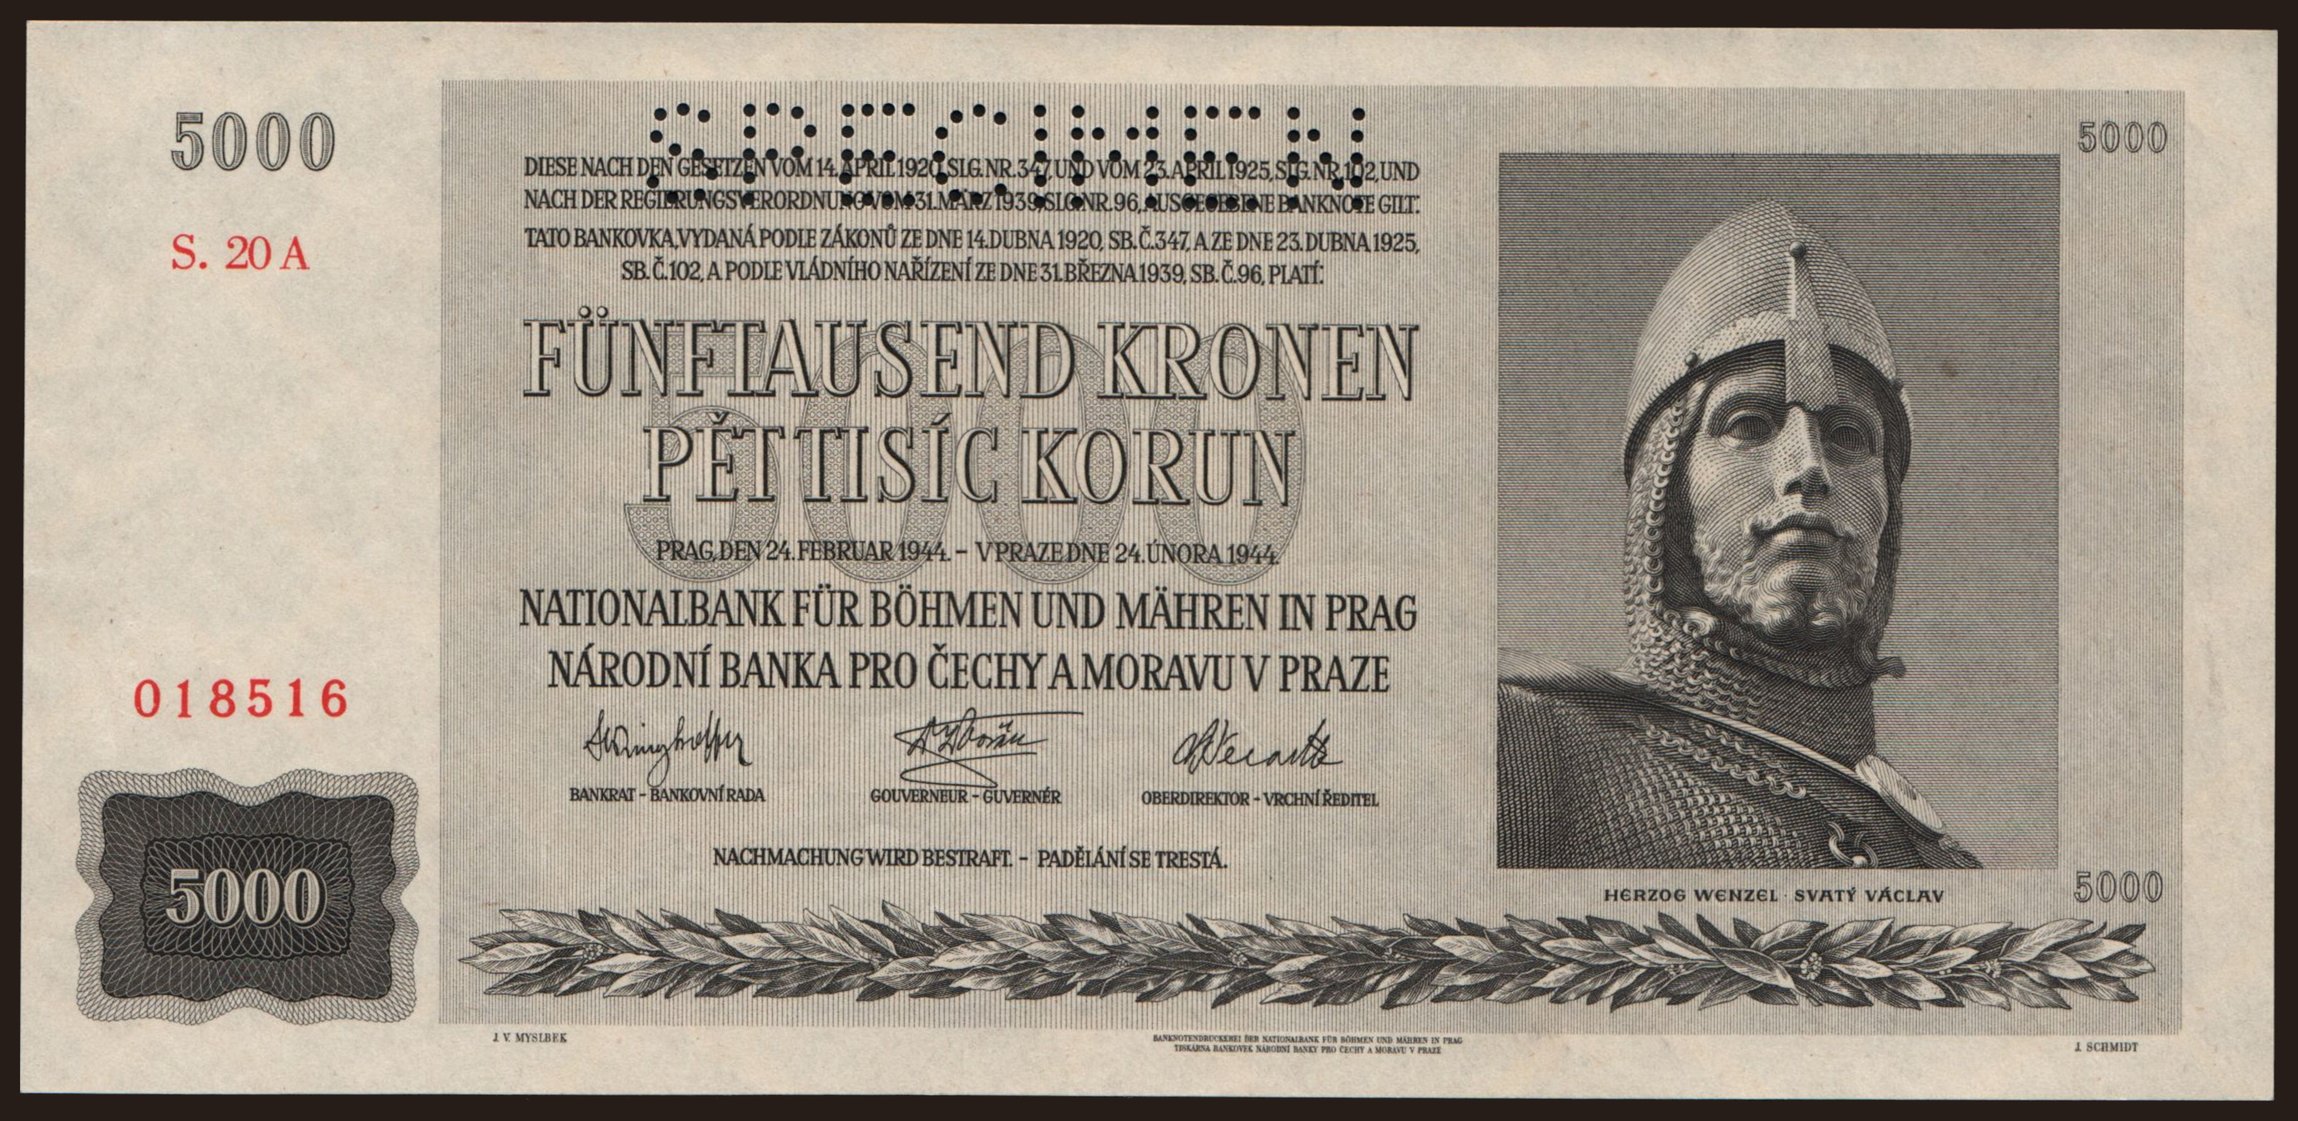 SPECIMEN
5000
5000
DIESE NACH DEN GESETZEN VOM 14. APRIL 1920, SLG. NR. 347, UND VOM 23. APRIL 1925, SLG. NR. 102, UND
NACH DER REGIERUNGSVERORDNUNG VOM 31. MÄRZ 1939, SLG. NR. 96, AUSGEGEBENE BANKNOTE GILT:
TATO BANKOVKA, VYDANÁ PODLE ZÁKONŮ ZE DNE 14. DUBNA 1920, SB. Č. 347, A ZE DNE 23. DUBNA 1925,
SB. Č. 102, A PODLE VLÁDNÍHO NAŘÍZENÍ ZE DNE 31. BŘEZNA 1939, SB. Č. 96, PLATÍ:
S. 20 A
FÜNFTAUSEND KRONEN
PĚT TISÍC KORUN
5000
PRAG, DEN 24. FEBRUAR 1944. - V PRAZE DNE 24. ÚNORA 1944.
NATIONALBANK FÜR BÖHMEN UND MÄHREN IN PRAG
NÁRODNÍ BANKA PRO ČECHY A MORAVU V PRAZE
018516
BANKRAT - BANKOVNÍ RADA
GOUVERNEUR - GUVERNÉR
OBERDIREKTOR - VRCHNÍ ŘEDITEL
NACHMACHUNG WIRD BESTRAFT. - PADĚLÁNÍ SE TRESTÁ.
5000
HERZOG WENZEL · SVATÝ VÁCLAV
5000
J. V. MYSLBEK
BANKNOTENDRUCKEREI DER NATIONALBANK FÜR BÖHMEN UND MÄHREN IN PRAG
TISKÁRNA BANKOVEK NÁRODNÍ BANKY PRO ČECHY A MORAVU V PRAZE
J. SCHMIDT